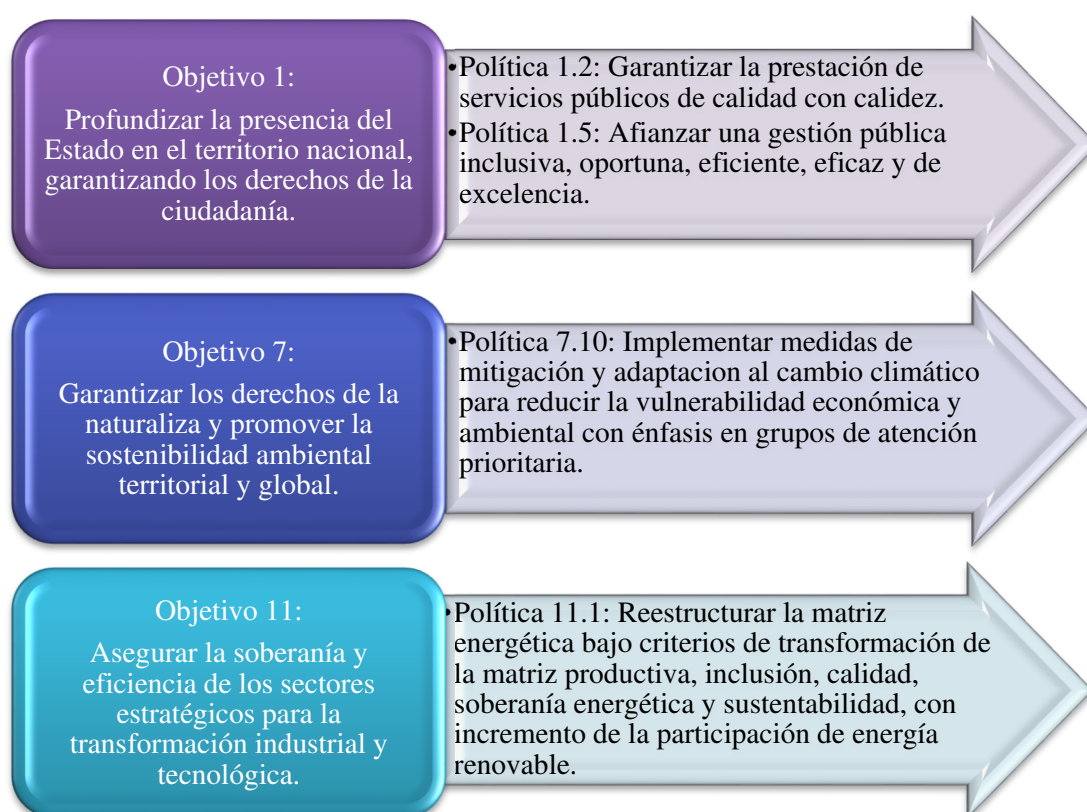 Objetivo 1:
Profundizar la presencia del
Estado en el territorio nacional,
garantizando los derechos de la
ciudadanía.
•Política 1.2: Garantizar la prestación de
servicios públicos de calidad con calidez.
•Política 1.5: Afianzar una gestión pública
inclusiva, oportuna, eficiente, eficaz y de
excelencia.
Objetivo 7:
Garantizar los derechos de la
naturaliza y promover la
sostenibilidad ambiental
territorial y global.
•Política 7.10: Implementar medidas de
mitigación y adaptacion al cambio climático
para reducir la vulnerabilidad económica y
ambiental con énfasis en grupos de atención
prioritaria.
Objetivo 11:
Asegurar la soberanía y
eficiencia de los sectores
estratégicos para la
transformación industrial y
tecnológica.
•Política 11.1: Reestructurar la matriz
energética bajo criterios de transformación de
la matriz productiva, inclusión, calidad,
soberanía energética y sustentabilidad, con
incremento de la participación de energía
renovable.